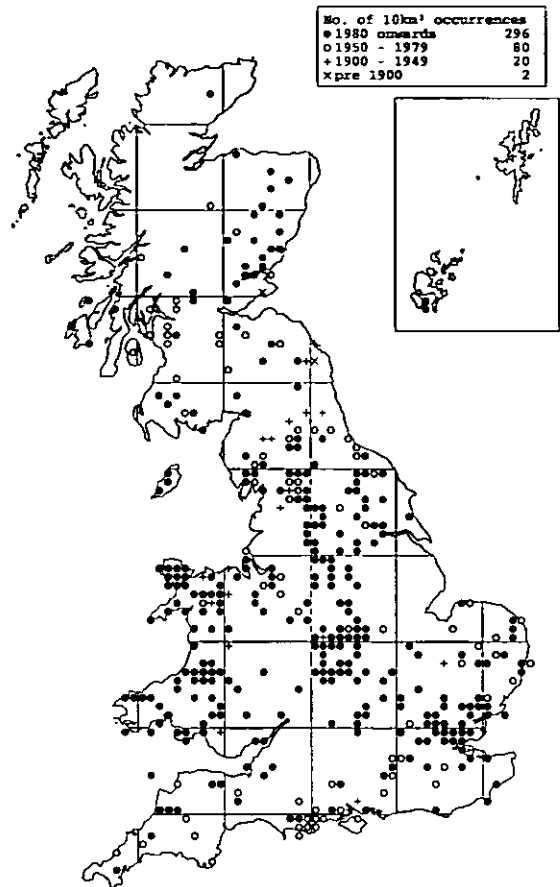 No. of 10km² occurrences
● 1980 onwards 296
○ 1950 - 1979 80
+ 1900 - 1949 20
× pre 1900 2